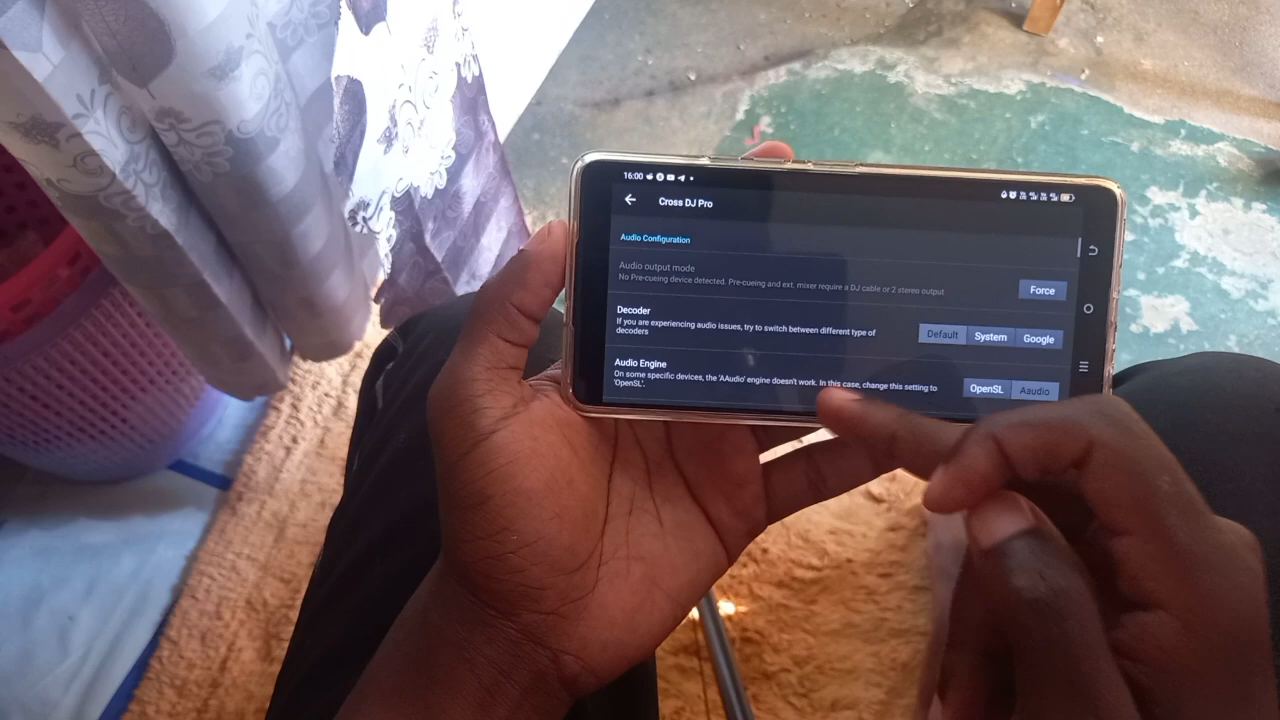 16:00
Cross DJ Pro
Audio Configuration
Audio output mode
No Pre-cueing device detected. Pre-cueing and ext. mixer require a DJ cable or 2 stereo output
Force
Decoder
If you are experiencing audio issues, try to switch between different type of
decoders
Default System Google
Audio Engine
On some specific devices, the 'AAudio' engine doesn't work. In this case, change this setting to
'OpenSL'.
OpenSL Aaudio